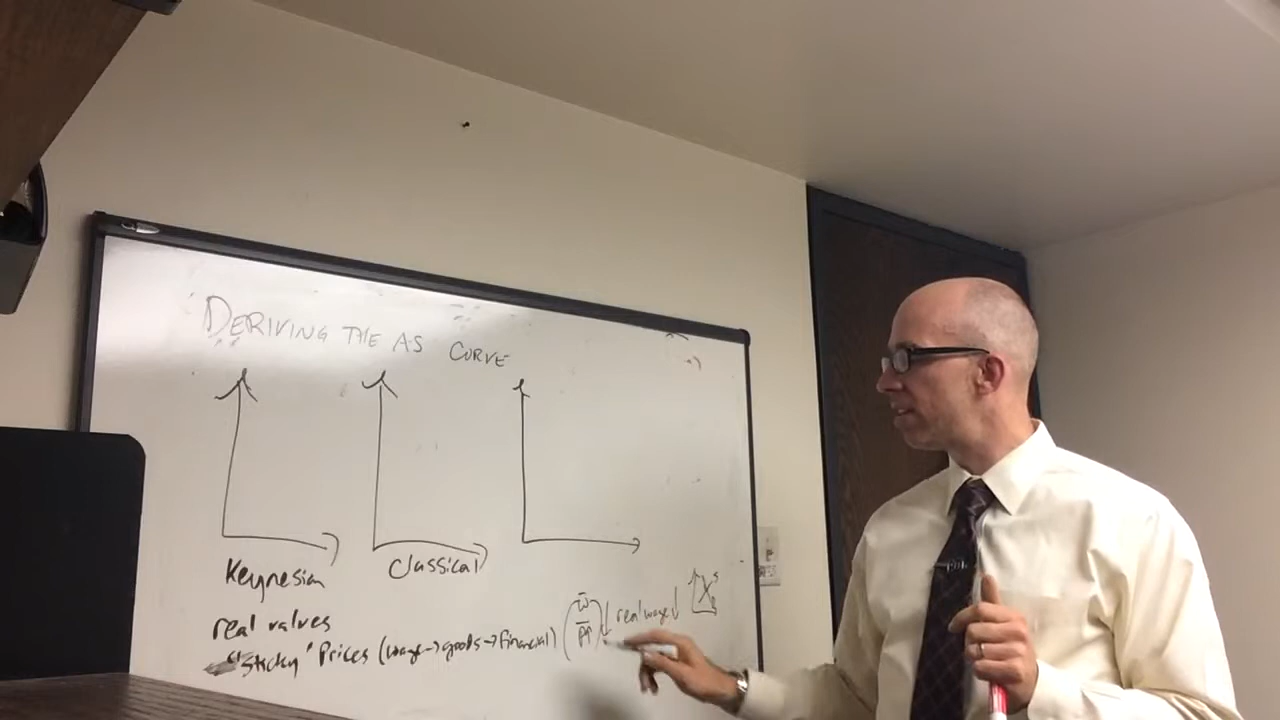 DERIVING THE AS CURVE
Keynesian
Classical
real values
"Sticky" Prices (wage→goods→financial) (w̄/P↑)↓ real wage↓
S